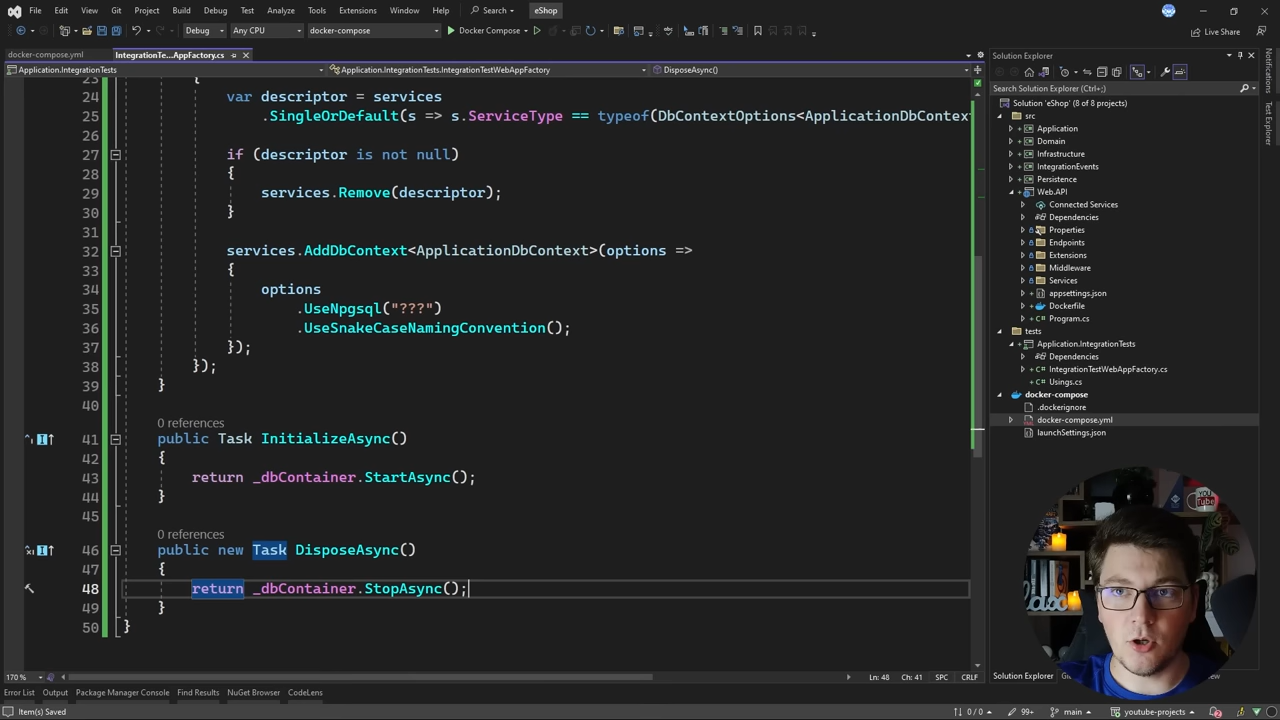 File Edit View Git Project Build Debug Test Analyze Tools Extensions Window Help Search eShop
Debug Any CPU docker-compose Docker Compose Live Share
docker-compose.yml IntegrationTe...AppFactory.cs
Application.IntegrationTests Application.IntegrationTests.IntegrationTestWebAppFactory DisposeAsync()
23 {
24 var descriptor = services
25 .SingleOrDefault(s => s.ServiceType == typeof(DbContextOptions<ApplicationDbContext
26
27 if (descriptor is not null)
28 {
29 services.Remove(descriptor);
30 }
31
32 services.AddDbContext<ApplicationDbContext>(options =>
33 {
34 options
35 .UseNpgsql("???")
36 .UseSnakeCaseNamingConvention();
37 });
38 });
39 }
40
0 references
41 public Task InitializeAsync()
42 {
43 return _dbContainer.StartAsync();
44 }
45
0 references
46 public new Task DisposeAsync()
47 {
48 return _dbContainer.StopAsync();
49 }
50 }
170 % Ln: 48 Ch: 41 SPC CRLF
Error List Output Package Manager Console Find Results NuGet Browser CodeLens
Item(s) Saved 0 / 0 99+ main youtube-projects
Solution Explorer
Search Solution Explorer (Ctrl+;)
Solution 'eShop' (8 of 8 projects)
src
Application
Domain
Infrastructure
IntegrationEvents
Persistence
Web.API
Connected Services
Dependencies
Properties
Endpoints
Extensions
Middleware
Services
appsettings.json
Dockerfile
Program.cs
tests
Application.IntegrationTests
Dependencies
IntegrationTestWebAppFactory.cs
Usings.cs
docker-compose
.dockerignore
docker-compose.yml
launchSettings.json
Solution Explorer
Notifications
Test Explorer